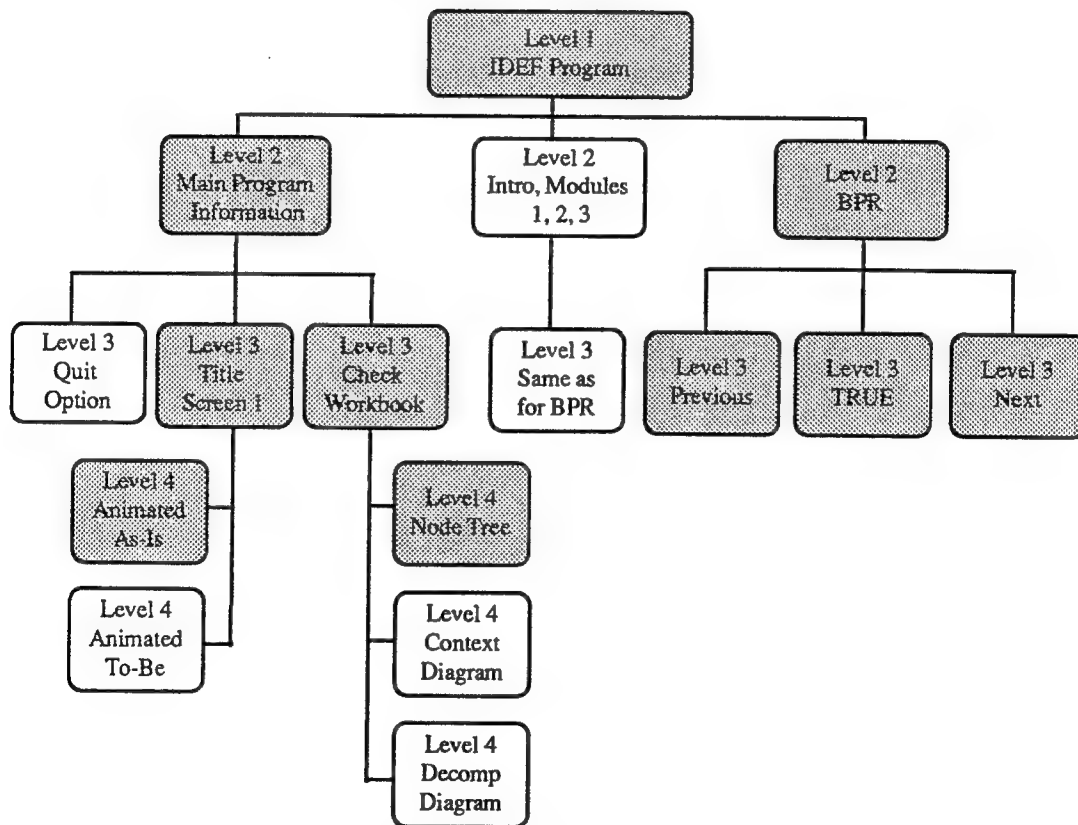 Level 1
IDEF Program
Level 2
Main Program
Information
Level 2
Intro, Modules
1, 2, 3
Level 2
BPR
Level 3
Quit
Option
Level 3
Title
Screen 1
Level 3
Check
Workbook
Level 3
Same as
for BPR
Level 3
Previous
Level 3
TRUE
Level 3
Next
Level 4
Animated
As-Is
Level 4
Node Tree
Level 4
Animated
To-Be
Level 4
Context
Diagram
Level 4
Decomp
Diagram